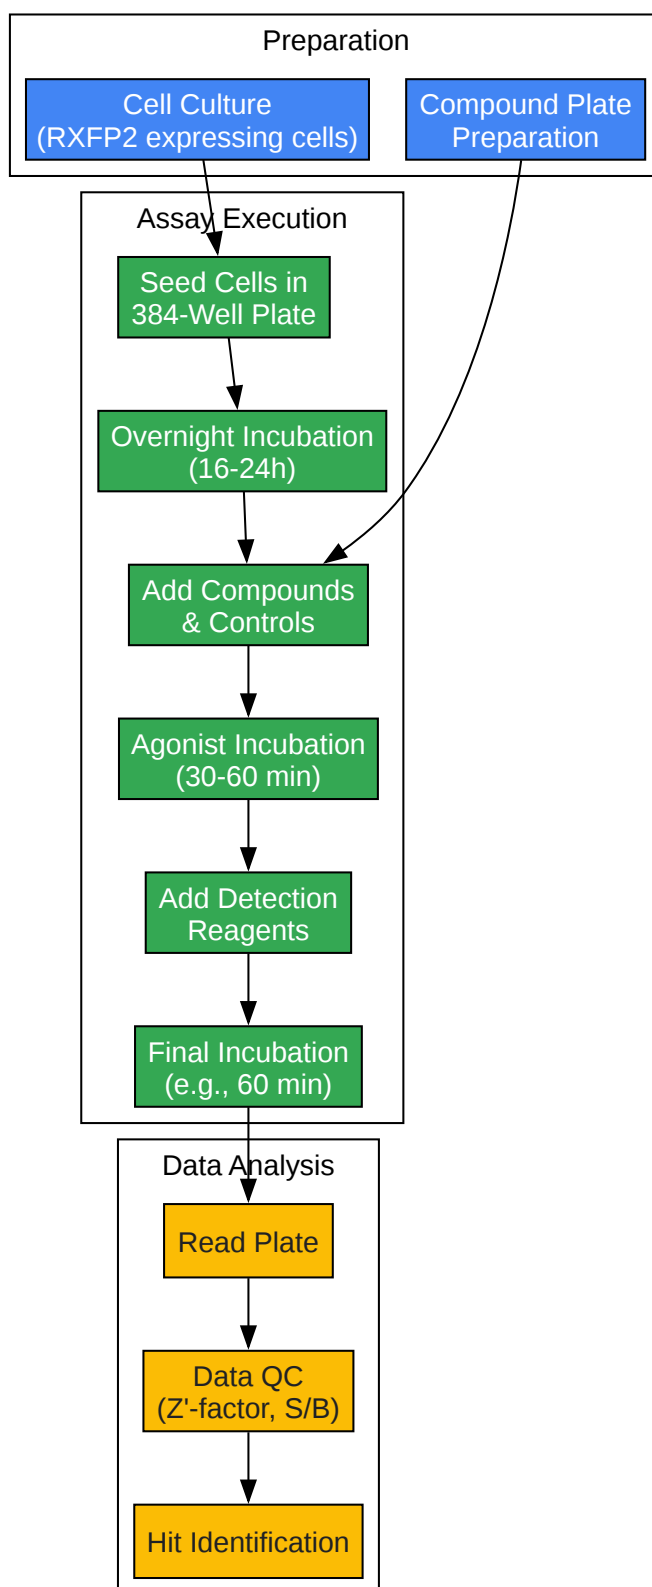 Preparation
Cell Culture
(RXFP2 expressing cells)
Compound Plate
Preparation
Assay Execution
Seed Cells in
384-Well Plate
Overnight Incubation
(16-24h)
Add Compounds
& Controls
Agonist Incubation
(30-60 min)
Add Detection
Reagents
Final Incubation
(e.g., 60 min)
Data Analysis
Read Plate
Data QC
(Z'-factor, S/B)
Hit Identification